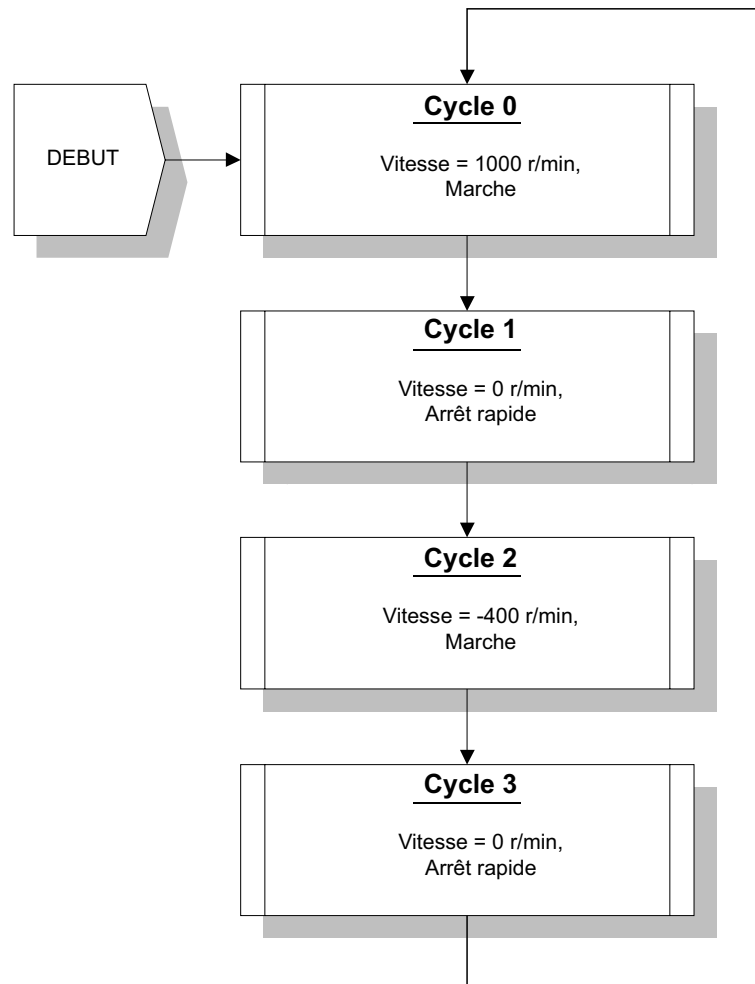 DEBUT
Cycle 0
Vitesse = 1000 r/min,
Marche
Cycle 1
Vitesse = 0 r/min,
Arrêt rapide
Cycle 2
Vitesse = -400 r/min,
Marche
Cycle 3
Vitesse = 0 r/min,
Arrêt rapide